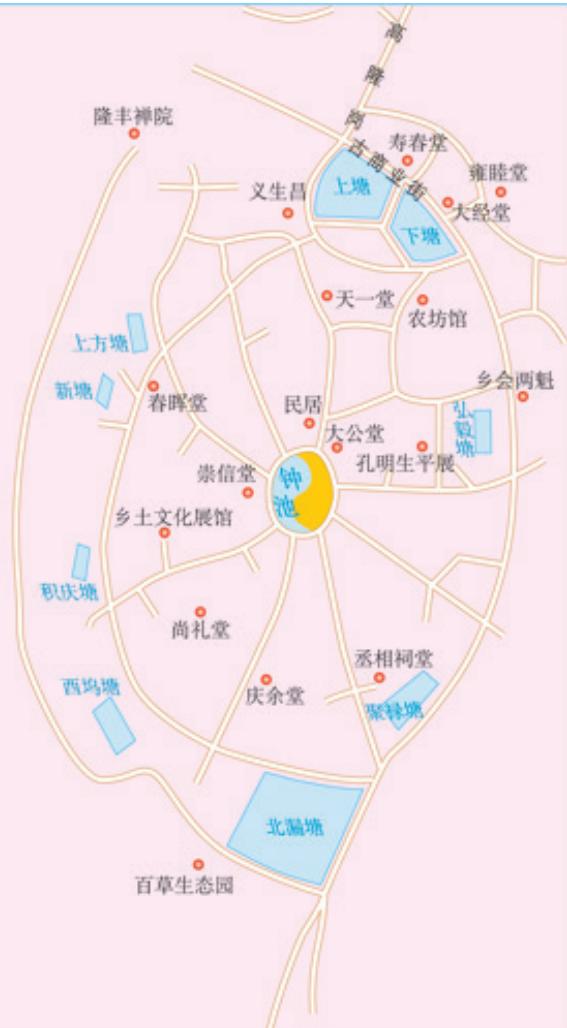 高隆岗
隆丰禅院
古商业街
寿春堂
雍睦堂
上塘
义生昌
大经堂
下塘
天一堂
农坊馆
上方塘
新塘
春晖堂
乡会两魁
民居
弘毅塘
大公堂
孔明生平展
崇信堂
钟池
乡土文化展馆
积庆塘
尚礼堂
丞相祠堂
西坞塘
庆余堂
聚禄塘
北漏塘
百草生态园